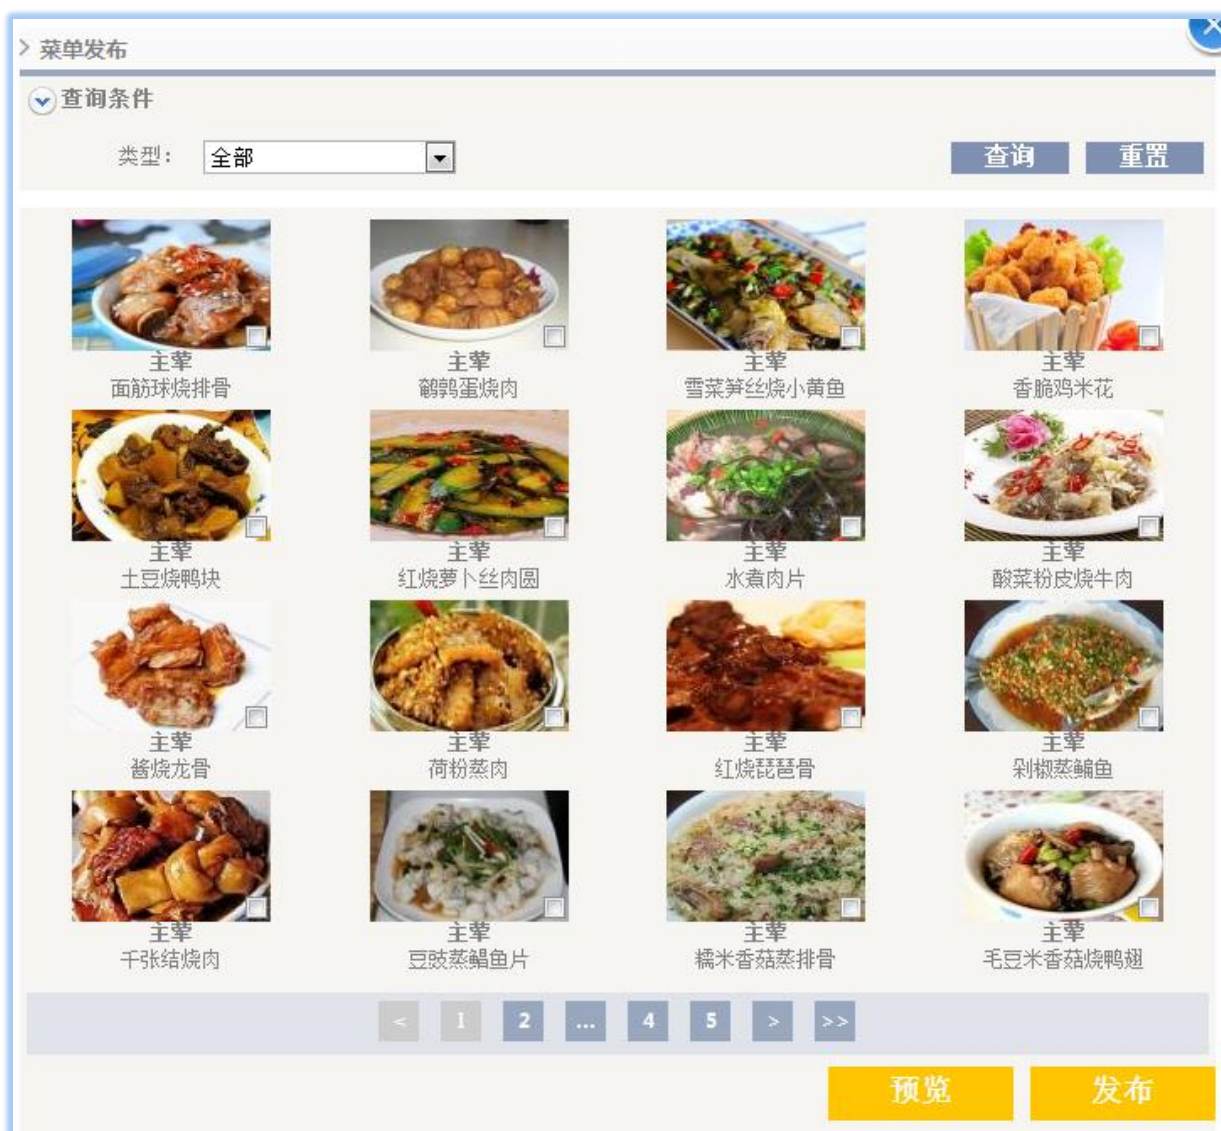 > 菜单发布
查询条件
类型: 全部 查询 重置
主荤 主荤 主荤 主荤
面筋球烧排骨 鹌鹑蛋烧肉 雪菜笋丝烧小黄鱼 香脆鸡米花
主荤 主荤 主荤 主荤
土豆烧鸭块 红烧萝卜丝肉圆 水煮肉片 酸菜粉皮烧牛肉
主荤 主荤 主荤 主荤
酱烧龙骨 荷粉蒸肉 红烧琵琶骨 剁椒蒸鳊鱼
主荤 主荤 主荤 主荤
千张结烧肉 豆豉蒸鲳鱼片 糯米香菇蒸排骨 毛豆米香菇烧鸭翅
< 1 2 ... 4 5 > >>
预览 发布